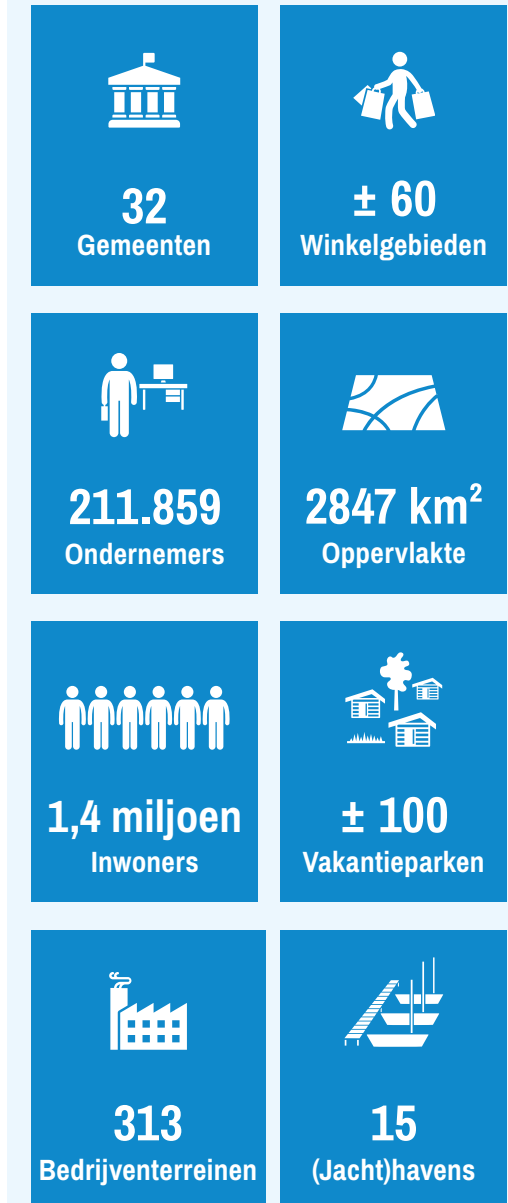 32
Gemeenten
± 60
Winkelgebieden
211.859
Ondernemers
2847 km²
Oppervlakte
1,4 miljoen
Inwoners
± 100
Vakantieparken
313
Bedrijventerreinen
15
(Jacht)havens